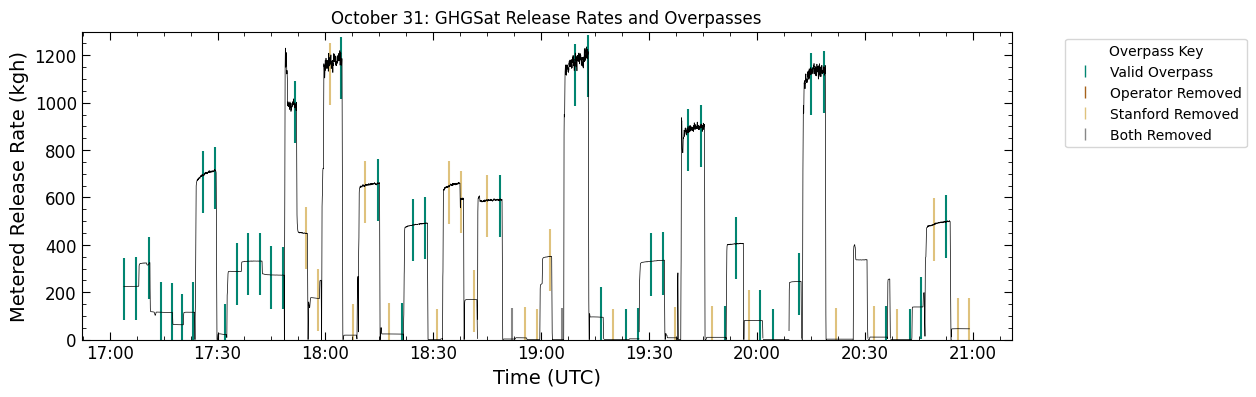 October 31: GHGSat Release Rates and Overpasses
Metered Release Rate (kgh)
1200
1000
800
600
400
200
0
17:00 17:30 18:00 18:30 19:00 19:30 20:00 20:30 21:00
Time (UTC)
Overpass Key
Valid Overpass
Operator Removed
Stanford Removed
Both Removed